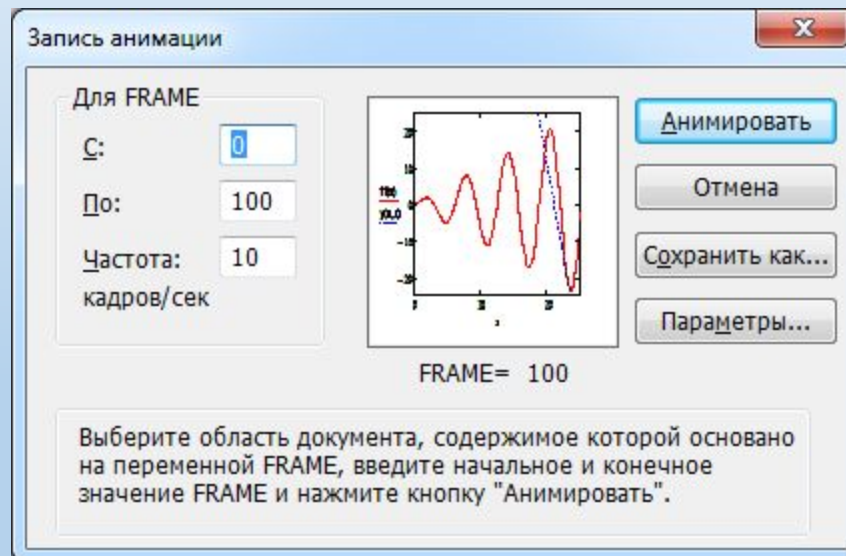 Запись анимации
Для FRAME
С: 0
По: 100
Частота: 10
кадров/сек
Анимировать
Отмена
Сохранить как...
Параметры...
FRAME= 100
Выберите область документа, содержимое которой основано
на переменной FRAME, введите начальное и конечное
значение FRAME и нажмите кнопку "Анимировать".